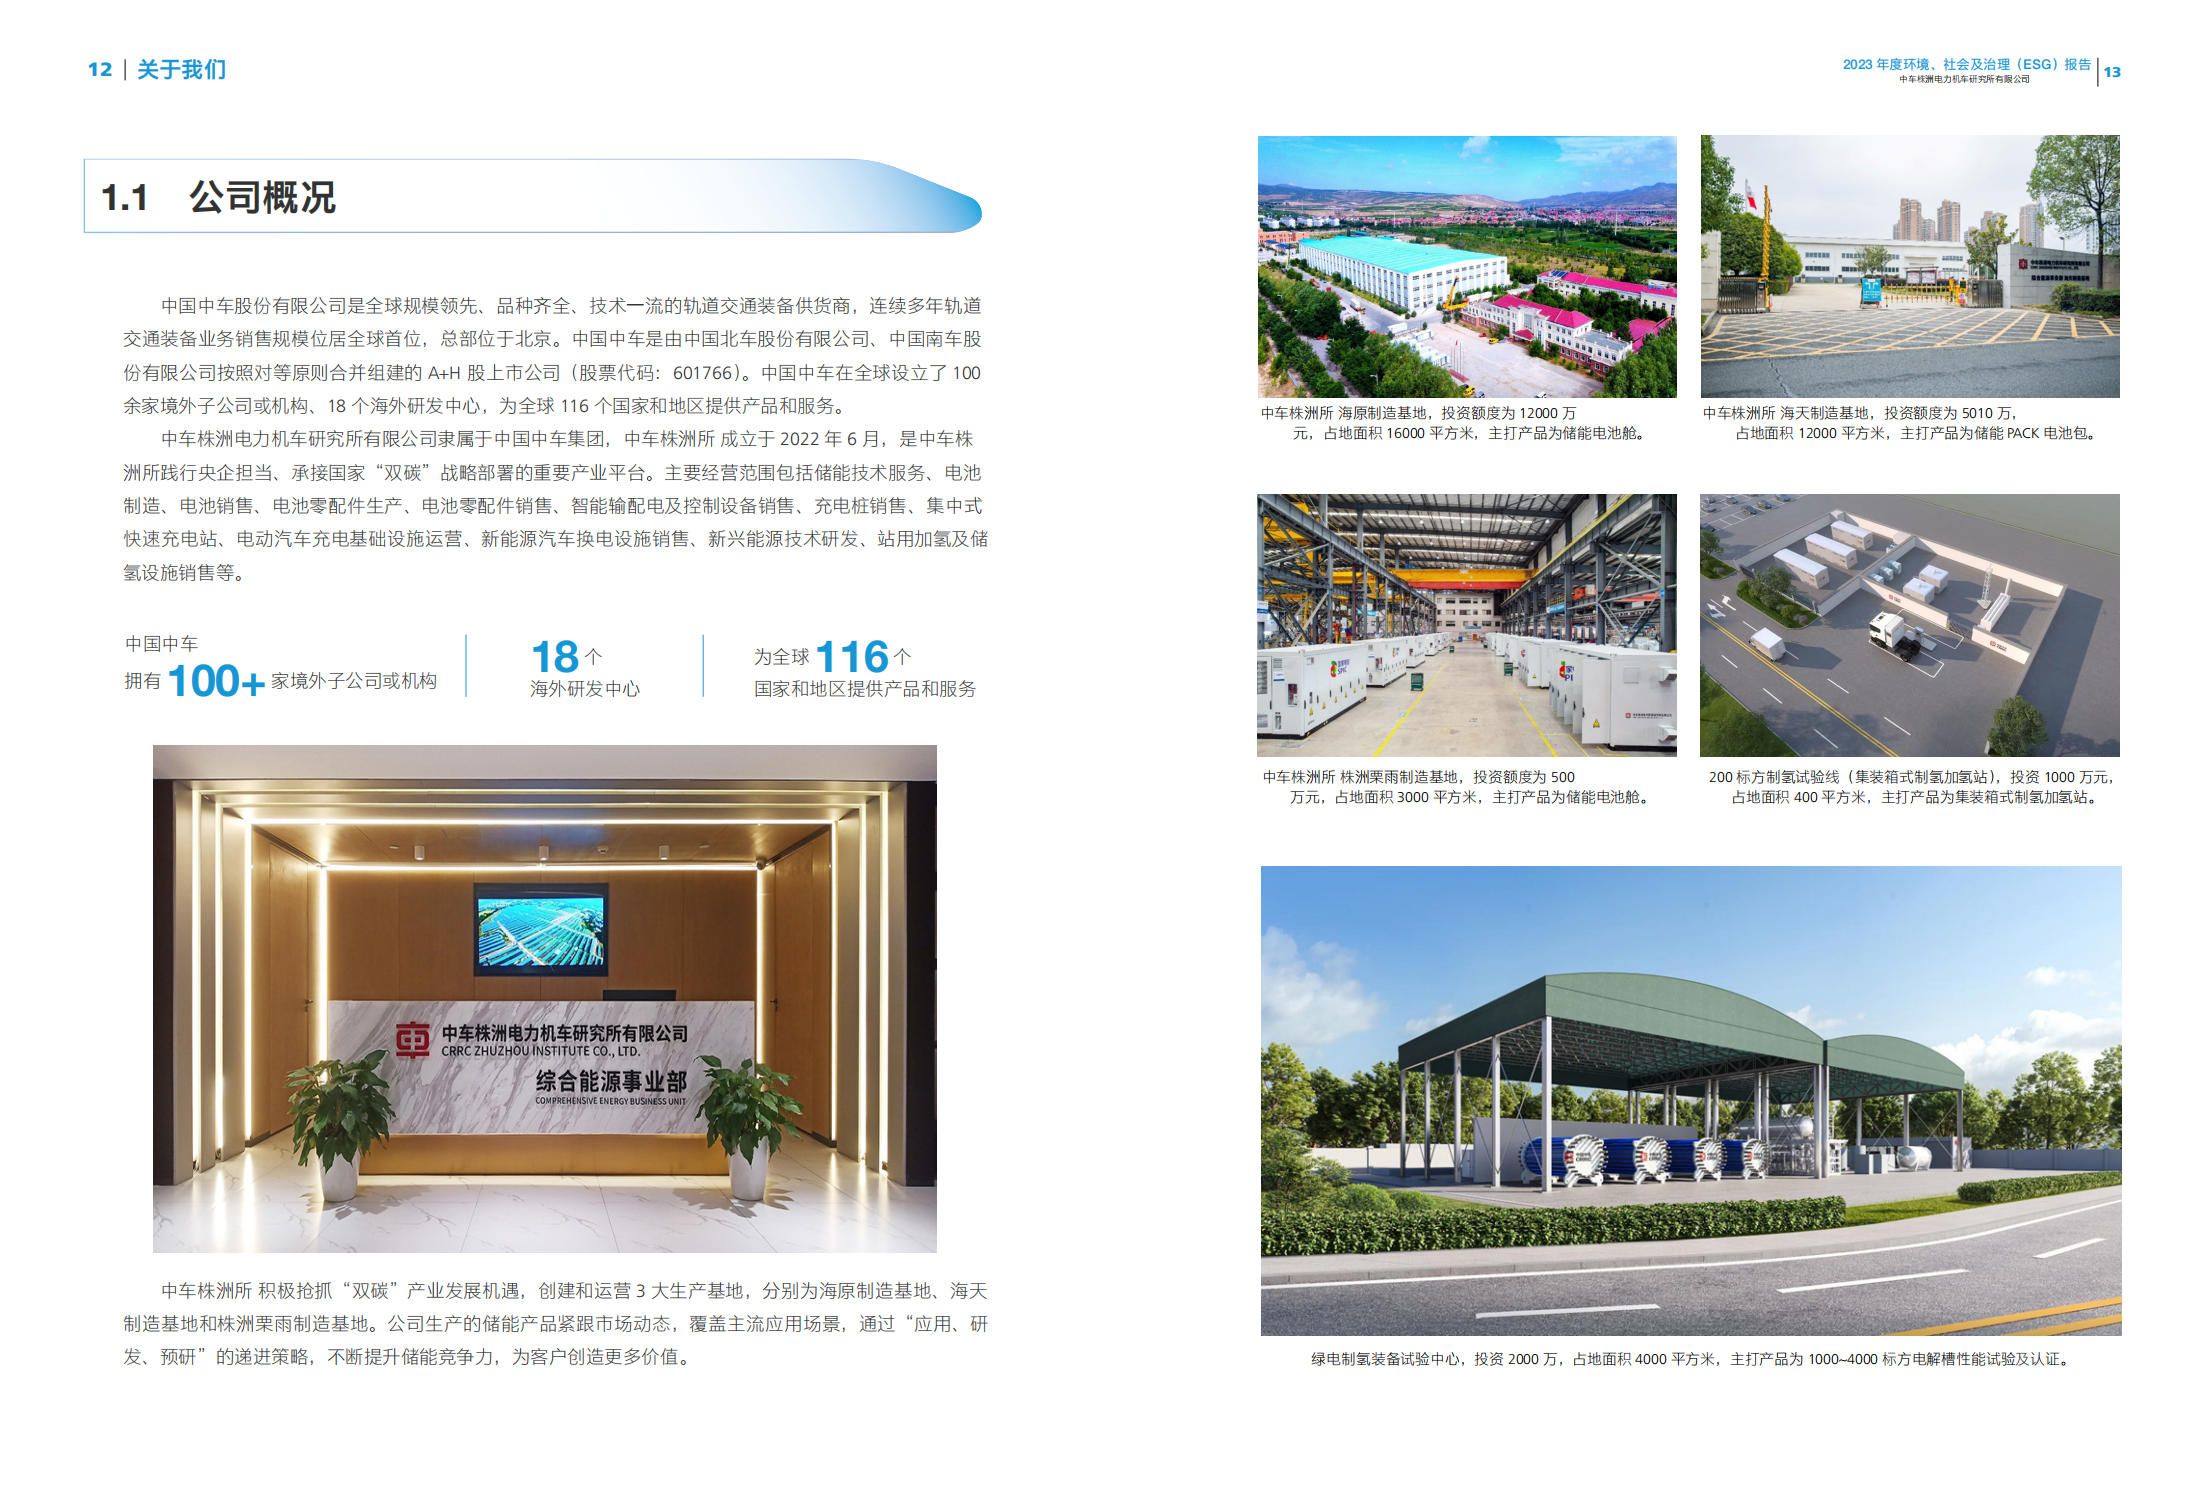 12 | 关于我们
2023 年度环境、社会及治理（ESG）报告
中车株洲电力机车研究所有限公司
13
1.1 公司概况
中国中车股份有限公司是全球规模领先、品种齐全、技术一流的轨道交通装备供货商，连续多年轨道
交通装备业务销售规模位居全球首位，总部位于北京。中国中车是由中国北车股份有限公司、中国南车股
份有限公司按照对等原则合并组建的 A+H 股上市公司（股票代码：601766）。中国中车在全球设立了 100
余家境外子公司或机构、18 个海外研发中心，为全球 116 个国家和地区提供产品和服务。
中车株洲电力机车研究所有限公司隶属于中国中车集团，中车株洲所 成立于 2022 年 6 月，是中车株
洲所践行央企担当、承接国家“双碳”战略部署的重要产业平台。主要经营范围包括储能技术服务、电池
制造、电池销售、电池零配件生产、电池零配件销售、智能输配电及控制设备销售、充电桩销售、集中式
快速充电站、电动汽车充电基础设施运营、新能源汽车换电设施销售、新兴能源技术研发、站用加氢及储
氢设施销售等。
中国中车
拥有 100+ 家境外子公司或机构
18 个
海外研发中心
为全球 116 个
国家和地区提供产品和服务
中车株洲电力机车研究所有限公司
CRRC ZHUZHOU INSTITUTE CO., LTD.
综合能源事业部
COMPREHENSIVE ENERGY BUSINESS UNIT
中车株洲所 积极抢抓“双碳”产业发展机遇，创建和运营 3 大生产基地，分别为海原制造基地、海天
制造基地和株洲栗雨制造基地。公司生产的储能产品紧跟市场动态，覆盖主流应用场景，通过“应用、研
发、预研”的递进策略，不断提升储能竞争力，为客户创造更多价值。
中车株洲所 海原制造基地，投资额度为 12000 万
元，占地面积 16000 平方米，主打产品为储能电池舱。
中车株洲所 海天制造基地，投资额度为 5010 万，
占地面积 12000 平方米，主打产品为储能 PACK 电池包。
中车株洲所 株洲栗雨制造基地，投资额度为 500
万元，占地面积 3000 平方米，主打产品为储能电池舱。
200 标方制氢试验线（集装箱式制氢加氢站），投资 1000 万元，
占地面积 400 平方米，主打产品为集装箱式制氢加氢站。
绿电制氢装备试验中心，投资 2000 万，占地面积 4000 平方米，主打产品为 1000~4000 标方电解槽性能试验及认证。